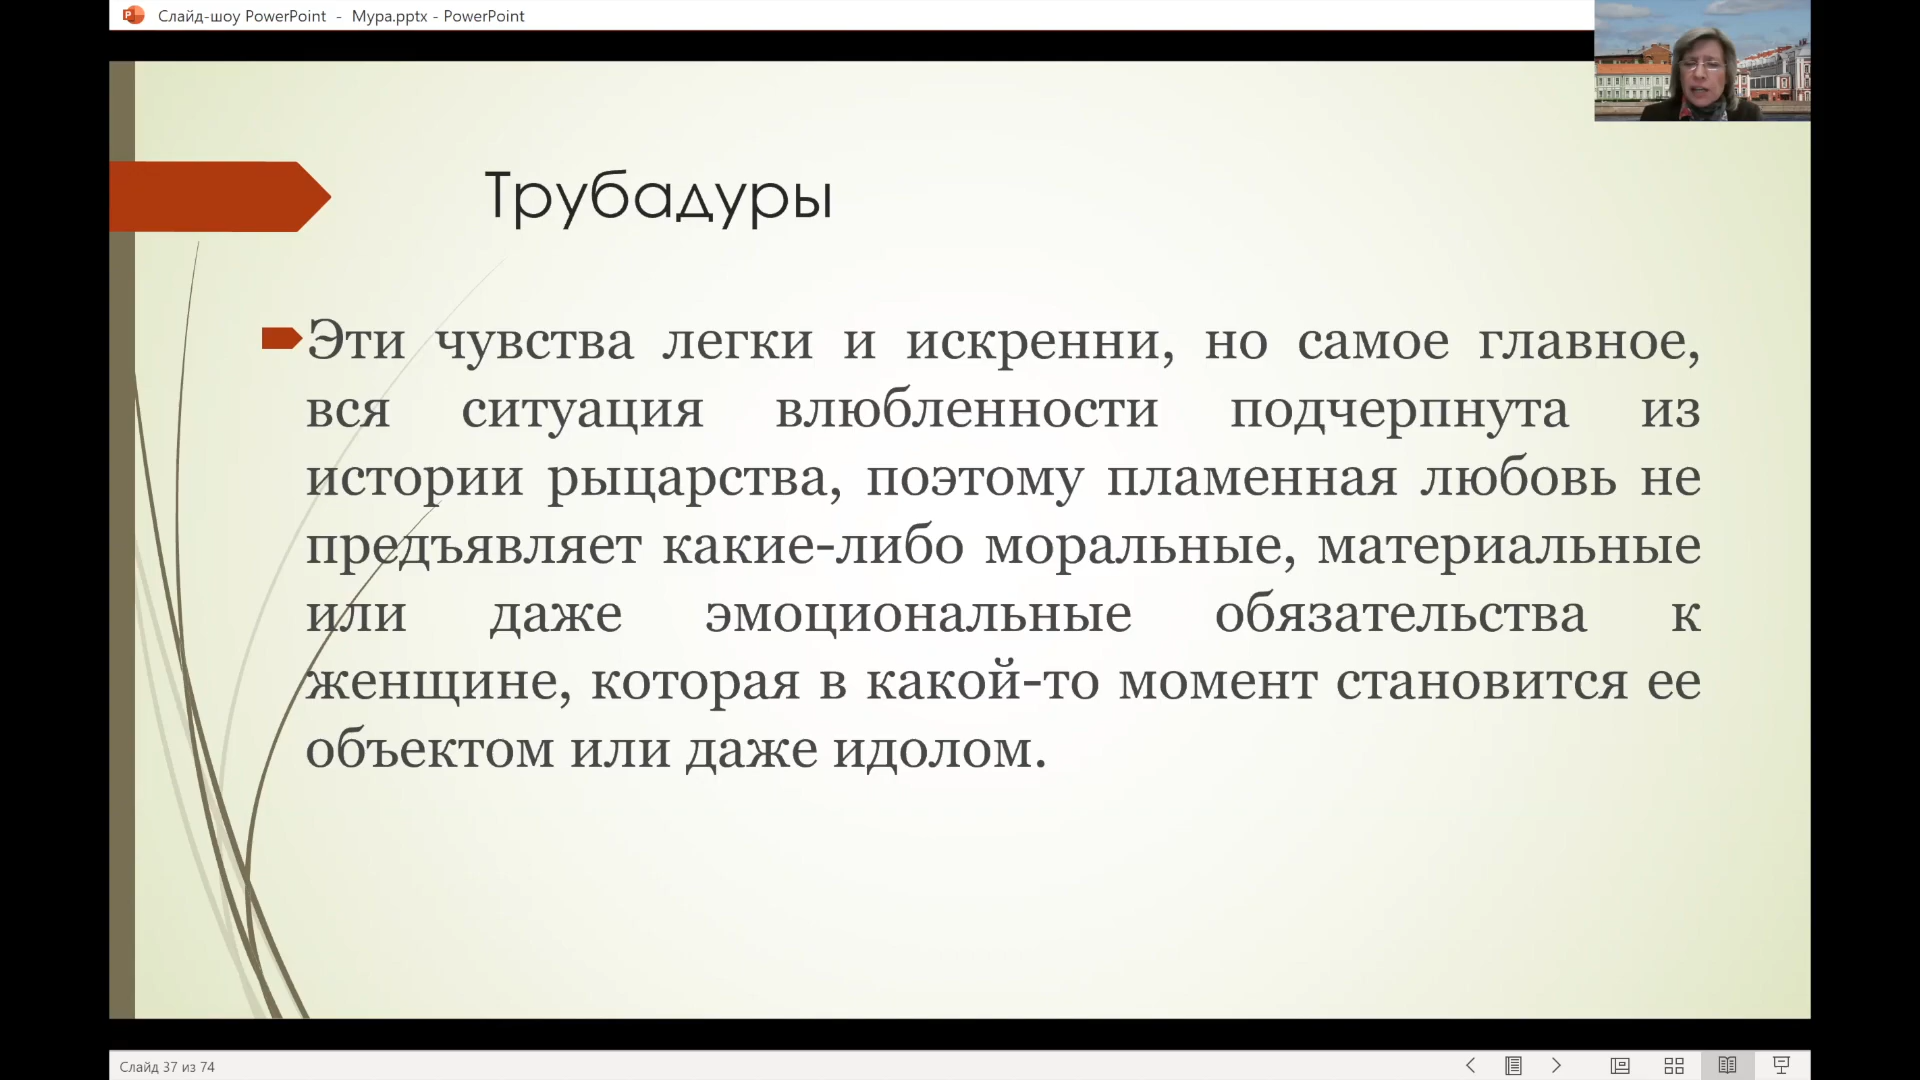 Слайд-шоу PowerPoint - Мура.pptx - PowerPoint
Трубадуры
Эти чувства легки и искренни, но самое главное,
вся ситуация влюбленности подчерпнута из
истории рыцарства, поэтому пламенная любовь не
предъявляет какие-либо моральные, материальные
или даже эмоциональные обязательства к
женщине, которая в какой-то момент становится ее
объектом или даже идолом.
Слайд 37 из 74